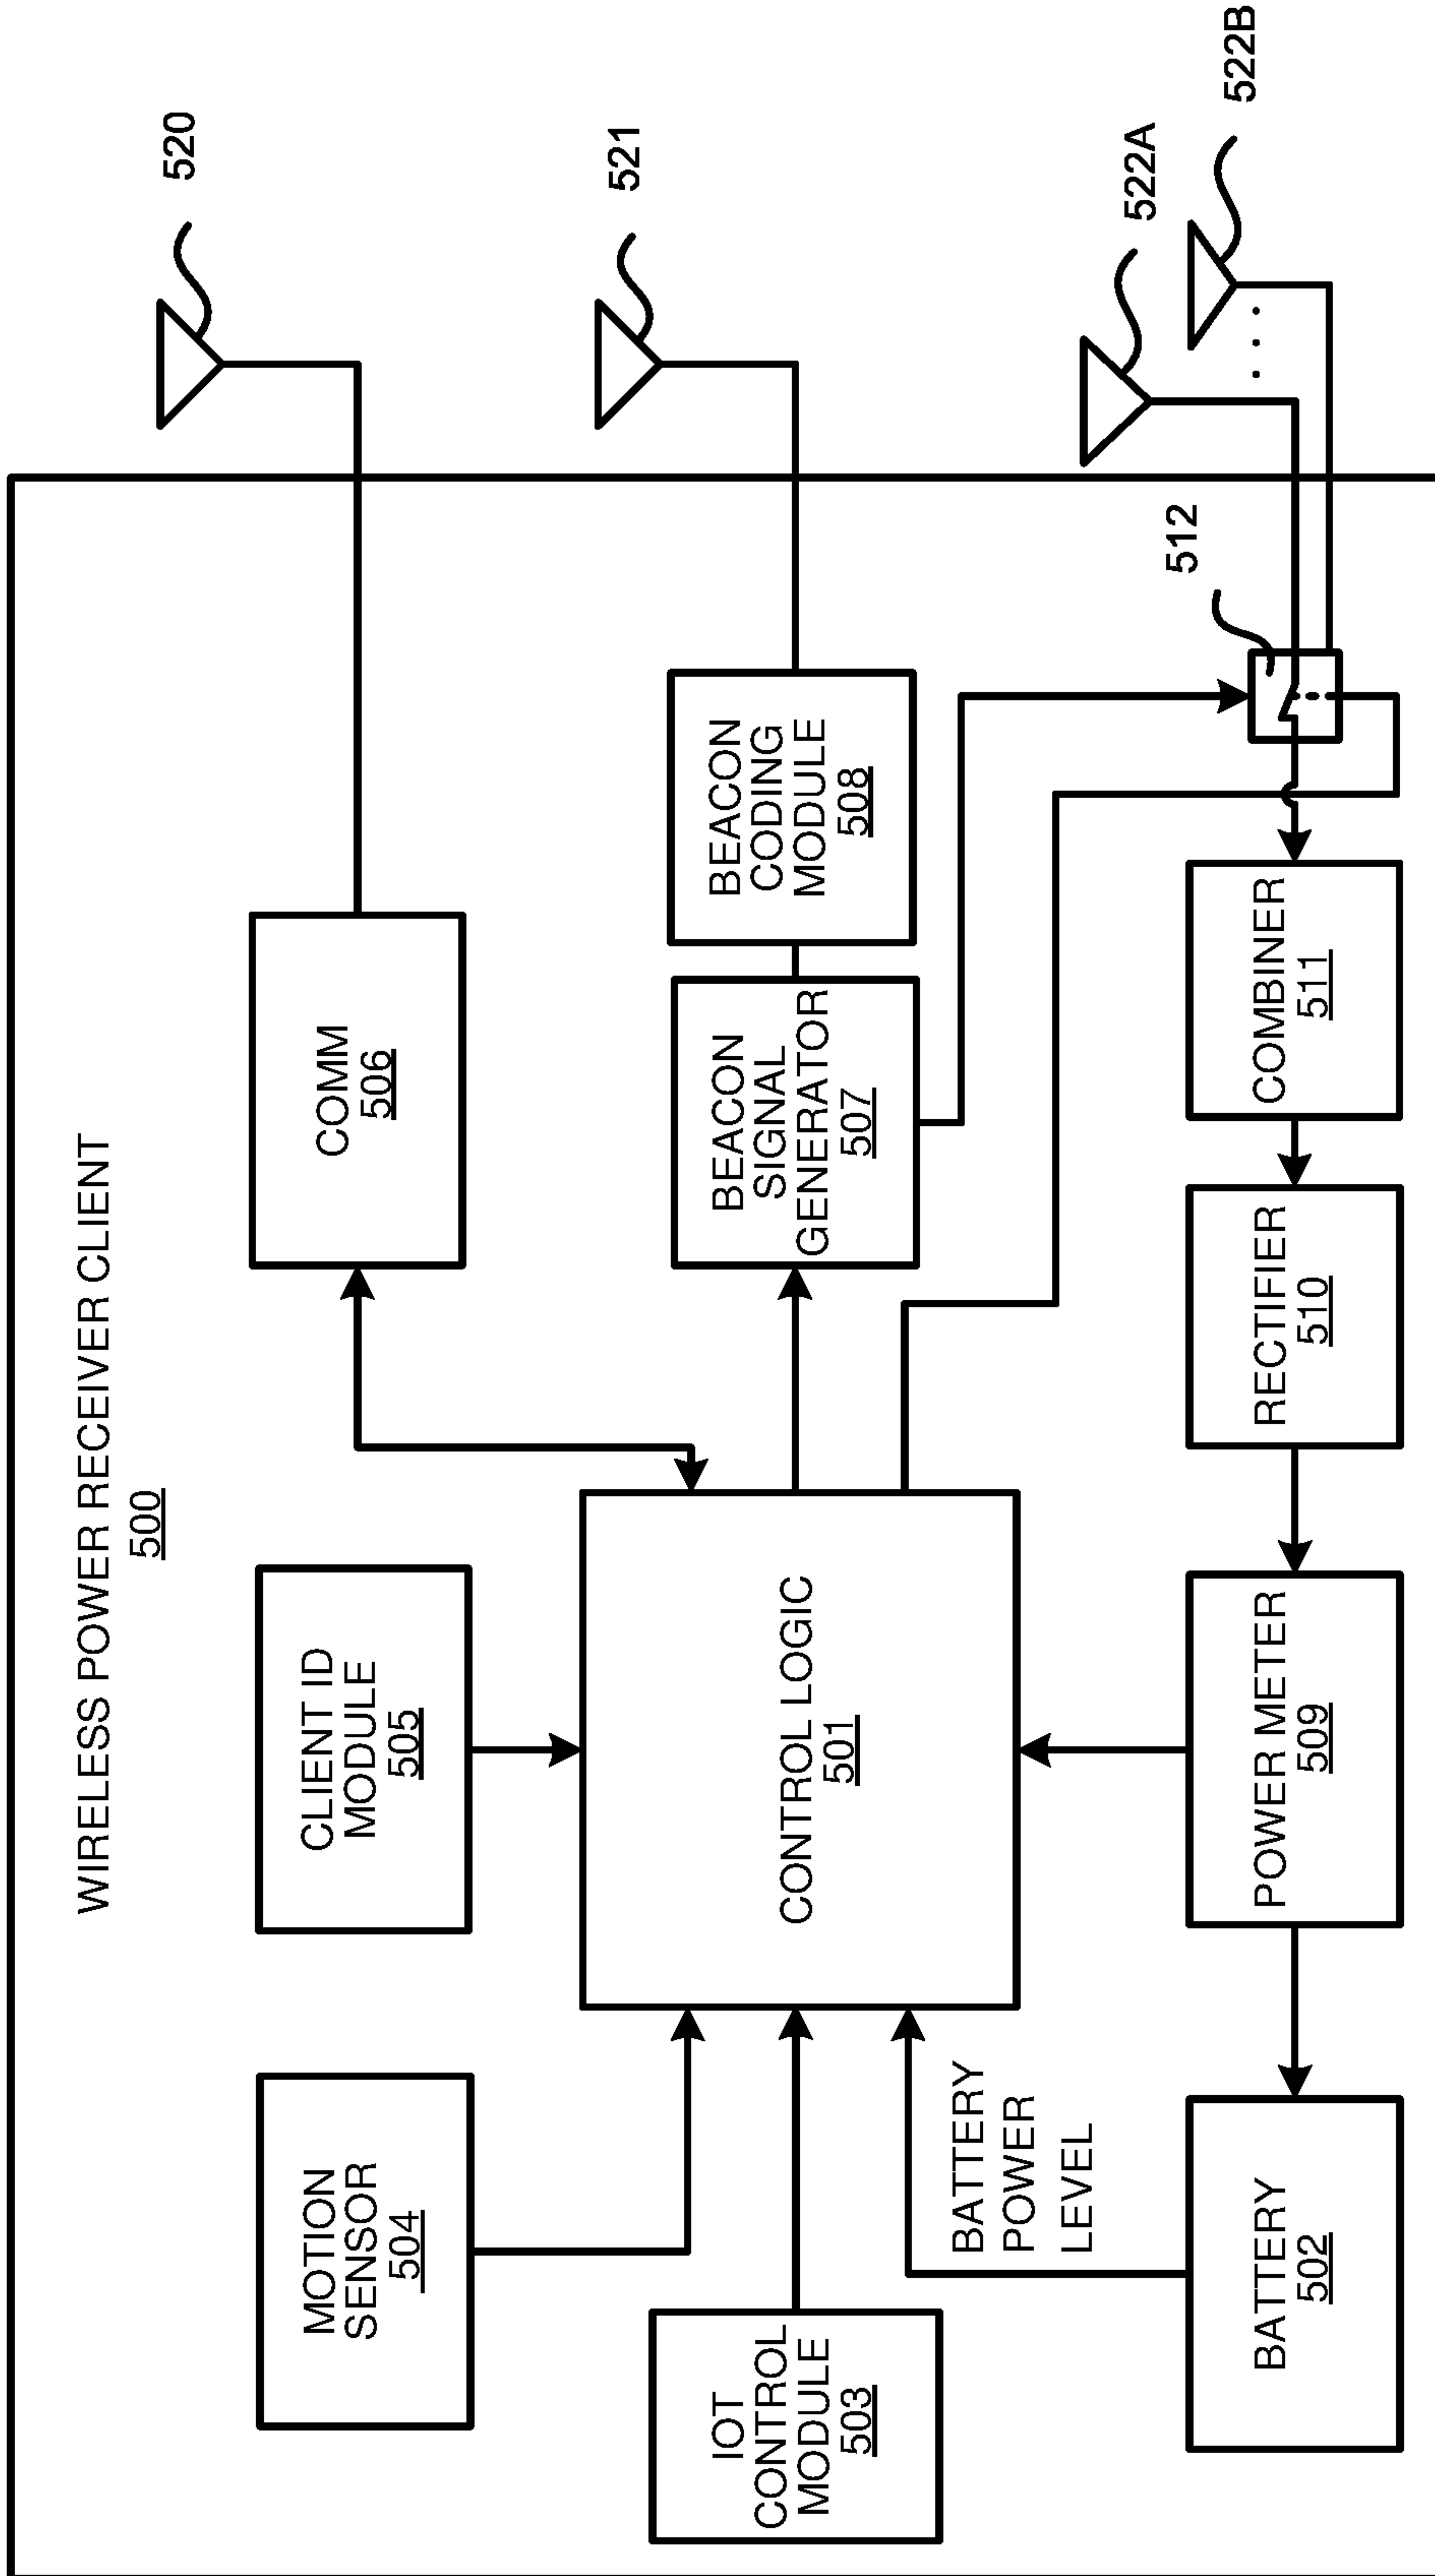 WIRELESS POWER RECEIVER CLIENT
500
MOTION
SENSOR
504
CLIENT ID
MODULE
505
COMM
506
520
IOT
CONTROL
MODULE
503
CONTROL LOGIC
501
BEACON
SIGNAL
GENERATOR
507
BEACON
CODING
MODULE
508
521
BATTERY
POWER
LEVEL
BATTERY
502
POWER METER
509
RECTIFIER
510
COMBINER
511
512
522A
522B